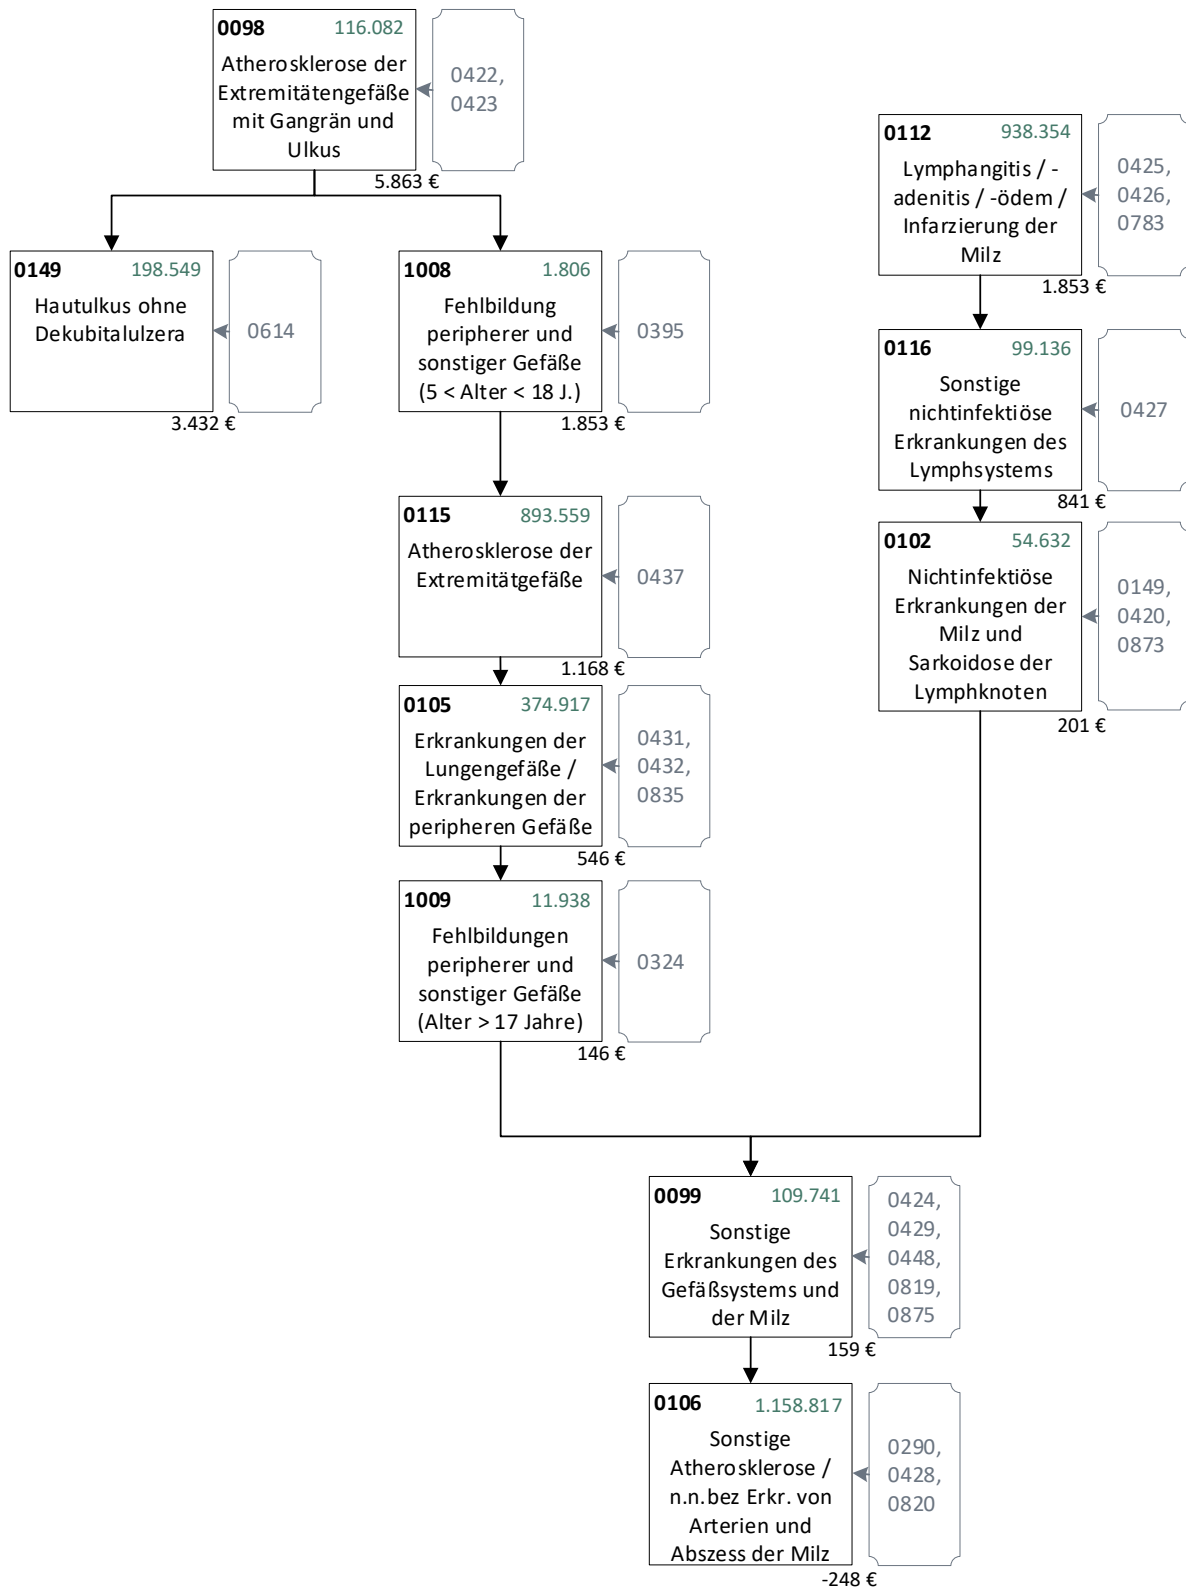 0098 116.082
Atherosklerose der
Extremitätengefäße
mit Gangrän und
Ulkus
0422,
0423
5.863 €
0112 938.354
Lymphangitis / -
adenitis / -ödem /
Infarzierung der
Milz
0425,
0426,
0783
1.853 €
0149 198.549
Hautulkus ohne
Dekubitalulzera
0614
3.432 €
1008 1.806
Fehlbildung
peripherer und
sonstiger Gefäße
(5 < Alter < 18 J.)
0395
1.853 €
0116 99.136
Sonstige
nichtinfektiöse
Erkrankungen des
Lymphsystems
0427
841 €
0115 893.559
Atherosklerose der
Extremitätgefäße
0437
1.168 €
0102 54.632
Nichtinfektiöse
Erkrankungen der
Milz und
Sarkoidose der
Lymphknoten
0149,
0420,
0873
201 €
0105 374.917
Erkrankungen der
Lungengefäße /
Erkrankungen der
peripheren Gefäße
0431,
0432,
0835
546 €
1009 11.938
Fehlbildungen
peripherer und
sonstiger Gefäße
(Alter > 17 Jahre)
0324
146 €
0099 109.741
Sonstige
Erkrankungen des
Gefäßsystems und
der Milz
0424,
0429,
0448,
0819,
0875
159 €
0106 1.158.817
Sonstige
Atherosklerose /
n.n.bez Erkr. von
Arterien und
Abszess der Milz
0290,
0428,
0820
-248 €